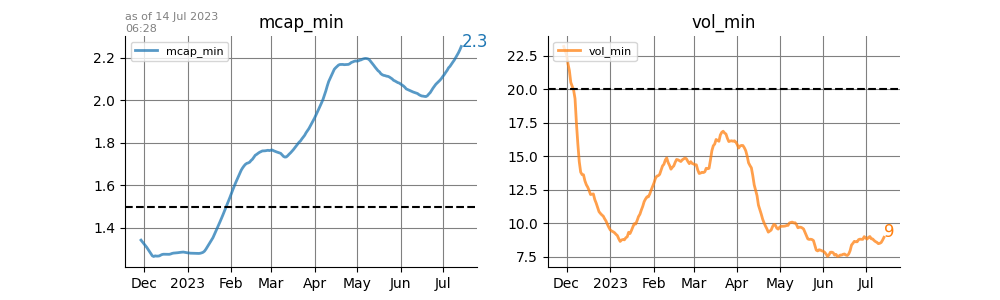 as of 14 Jul 2023
06:28
mcap_min
mcap_min
2.3
2.2
2.0
1.8
1.6
1.4
Dec 2023 Feb Mar Apr May Jun Jul
vol_min
vol_min
22.5
20.0
17.5
15.0
12.5
10.0
7.5
9
Dec 2023 Feb Mar Apr May Jun Jul